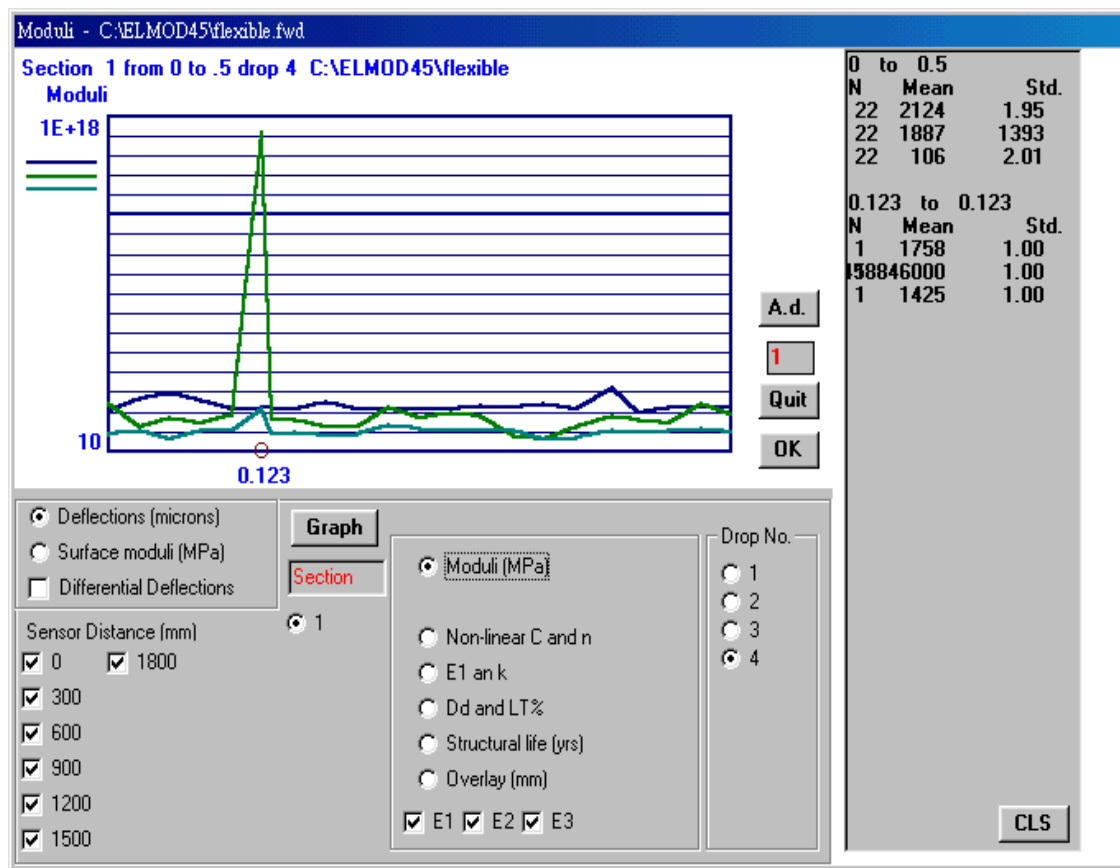 Moduli - C:\ELMOD45\flexible.fwd
Section 1 from 0 to .5 drop 4 C:\ELMOD45\flexible
Moduli
1E+18
10
0.123
0 to 0.5
N Mean Std.
22 2124 1.95
22 1887 1393
22 106 2.01
0.123 to 0.123
N Mean Std.
1 1758 1.00
8846000 1.00
1 1425 1.00
A.d.
1
Quit
OK
Deflections (microns)
Surface moduli (MPa)
Differential Deflections
Sensor Distance (mm)
0 1800
300
600
900
1200
1500
Graph
Section
1
Moduli (MPa)
Non-linear C and n
E1 an k
Dd and LT%
Structural life (yrs)
Overlay (mm)
E1 E2 E3
Drop No.
1
2
3
4
CLS